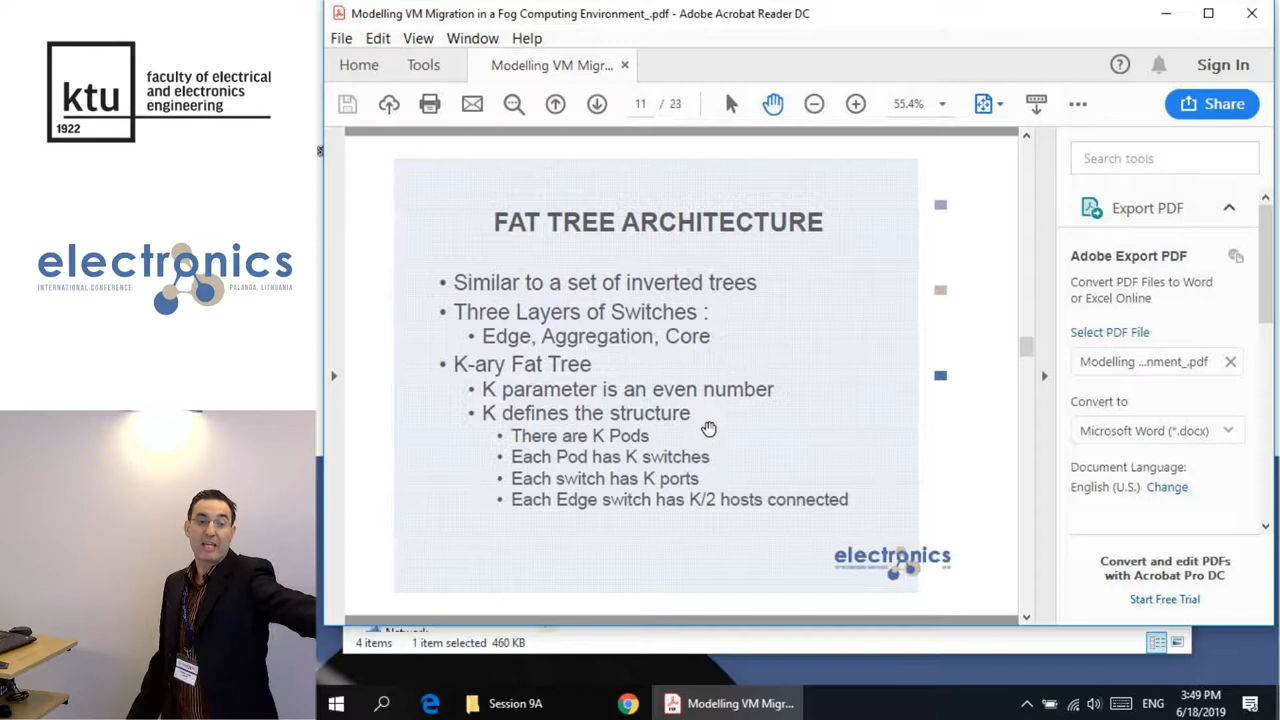 ktu
1922
faculty of electrical
and electronics
engineering
electronics
INTERNATIONAL CONFERENCE
PALANGA, LITHUANIA
Modelling VM Migration in a Fog Computing Environment_.pdf - Adobe Acrobat Reader DC
File Edit View Window Help
Home Tools Modelling VM Migr... Sign In
11 / 23 55.4% Share
FAT TREE ARCHITECTURE
• Similar to a set of inverted trees
• Three Layers of Switches :
• Edge, Aggregation, Core
• K-ary Fat Tree
• K parameter is an even number
• K defines the structure
• There are K Pods
• Each Pod has K switches
• Each switch has K ports
• Each Edge switch has K/2 hosts connected
electronics
Search tools
Export PDF
Adobe Export PDF
Convert PDF Files to Word
or Excel Online
Select PDF File
Modelling ...nment_.pdf
Convert to
Microsoft Word (*.docx)
Document Language:
English (U.S.) Change
Convert and edit PDFs
with Acrobat Pro DC
Start Free Trial
Network
4 items 1 item selected 460 KB
Session 9A
Modelling VM Migr...
ENG
3:49 PM
6/18/2019